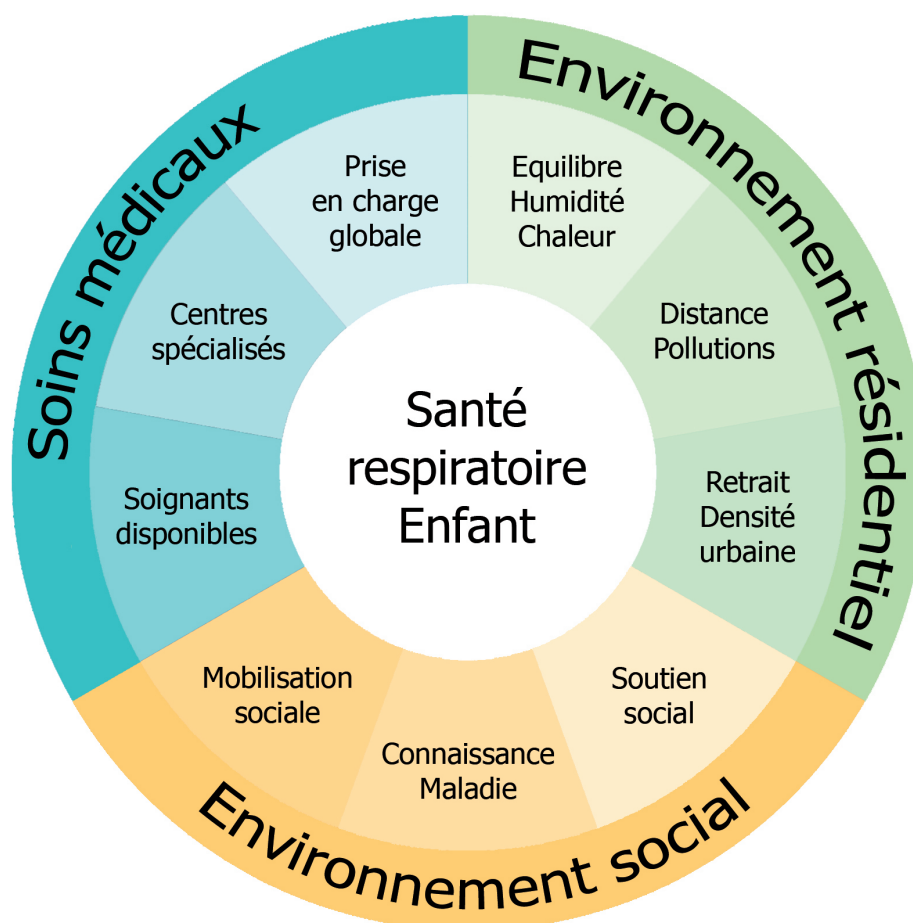 Soins médicaux
Environnement résidentiel
Environnement social
Prise
en charge
globale
Equilibre
Humidité
Chaleur
Centres
spécialisés
Distance
Pollutions
Santé
respiratoire
Enfant
Soignants
disponibles
Retrait
Densité
urbaine
Mobilisation
sociale
Connaissance
Maladie
Soutien
social